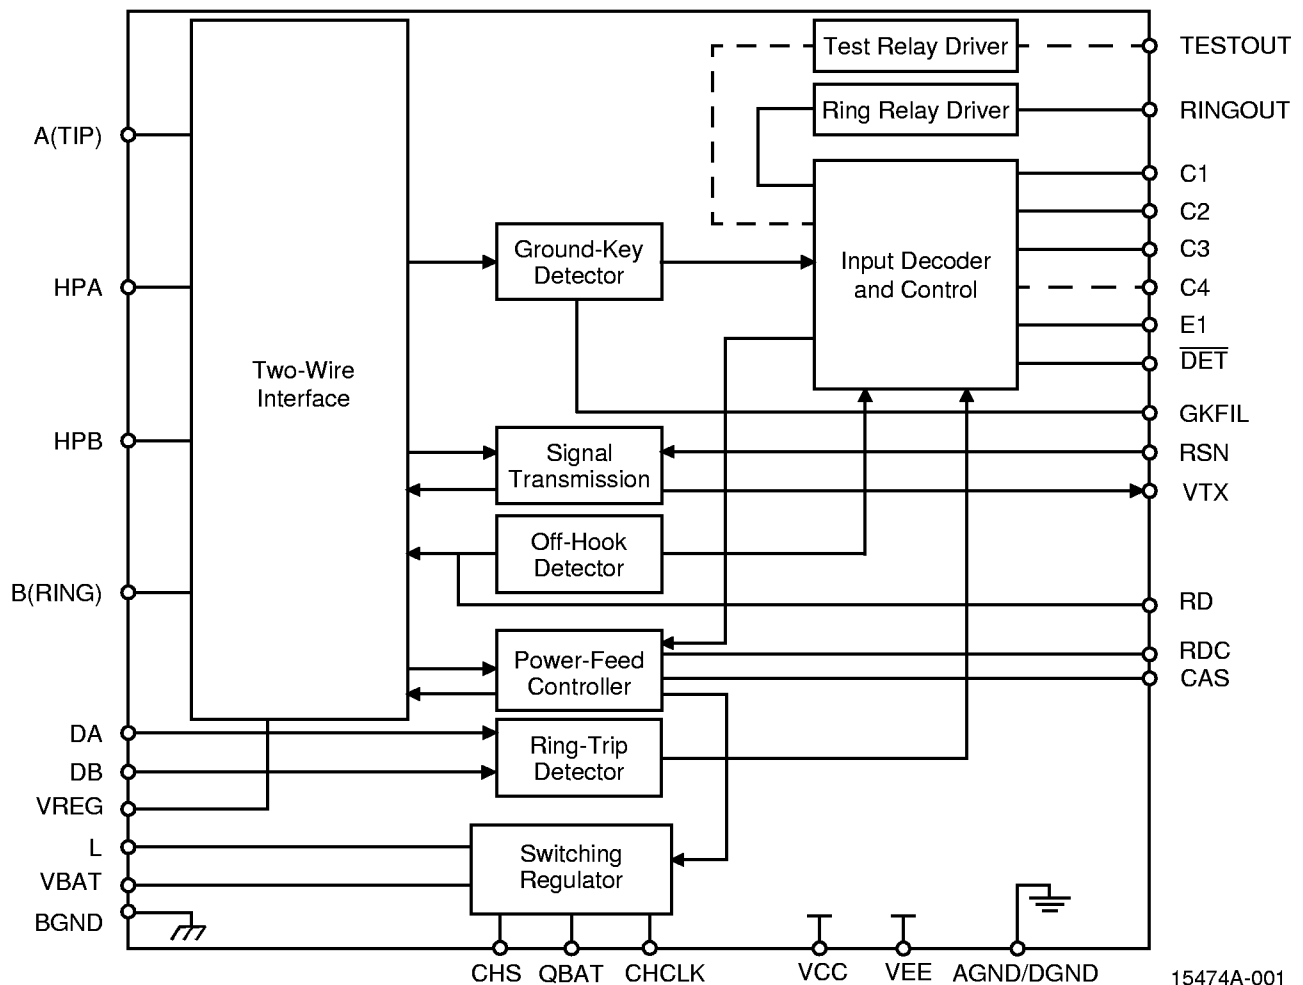 Test Relay Driver
TESTOUT
Ring Relay Driver
RINGOUT
A(TIP)
C1
C2
Ground-Key
Detector
Input Decoder
and Control
C3
HPA
C4
E1
DET
Two-Wire
Interface
GKFIL
HPB
Signal
Transmission
RSN
VTX
Off-Hook
Detector
B(RING)
RD
Power-Feed
Controller
RDC
CAS
DA
Ring-Trip
Detector
DB
VREG
L
Switching
Regulator
VBAT
BGND
CHS
QBAT
CHCLK
VCC
VEE
AGND/DGND
15474A-001